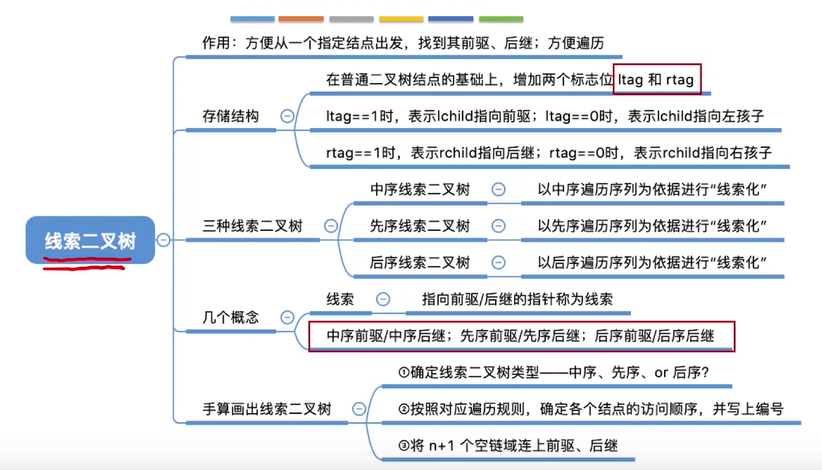 作用：方便从一个指定结点出发，找到其前驱、后继；方便遍历
在普通二叉树结点的基础上，增加两个标志位 ltag 和 rtag
存储结构
ltag==1时，表示lchild指向前驱；ltag==0时，表示lchild指向左孩子
rtag==1时，表示rchild指向后继；rtag==0时，表示rchild指向右孩子
中序线索二叉树
以中序遍历序列为依据进行“线索化”
三种线索二叉树
先序线索二叉树
以先序遍历序列为依据进行“线索化”
线索二叉树
后序线索二叉树
以后序遍历序列为依据进行“线索化”
线索
指向前驱/后继的指针称为线索
几个概念
中序前驱/中序后继；先序前驱/先序后继；后序前驱/后序后继
①确定线索二叉树类型——中序、先序、or 后序？
手算画出线索二叉树
②按照对应遍历规则，确定各个结点的访问顺序，并写上编号
③将 n+1 个空链域连上前驱、后继